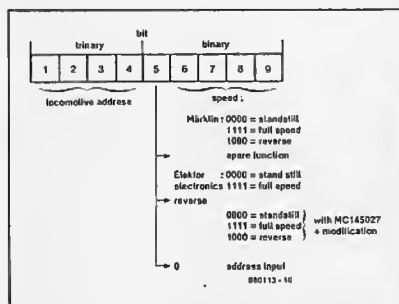 bit
trinary binary
1 2 3 4 5 6 7 8 9
locomotive address speed :
Märklin : 0000 = standstill
1111 = full speed
1000 = reverse
spare function
Elektor : 0000 = stand still
electronics 1111 = full speed
reverse
0000 = standstill
1111 = full speed
1000 = reverse
with MC145027
+ modification
0 address input
880113 - 10